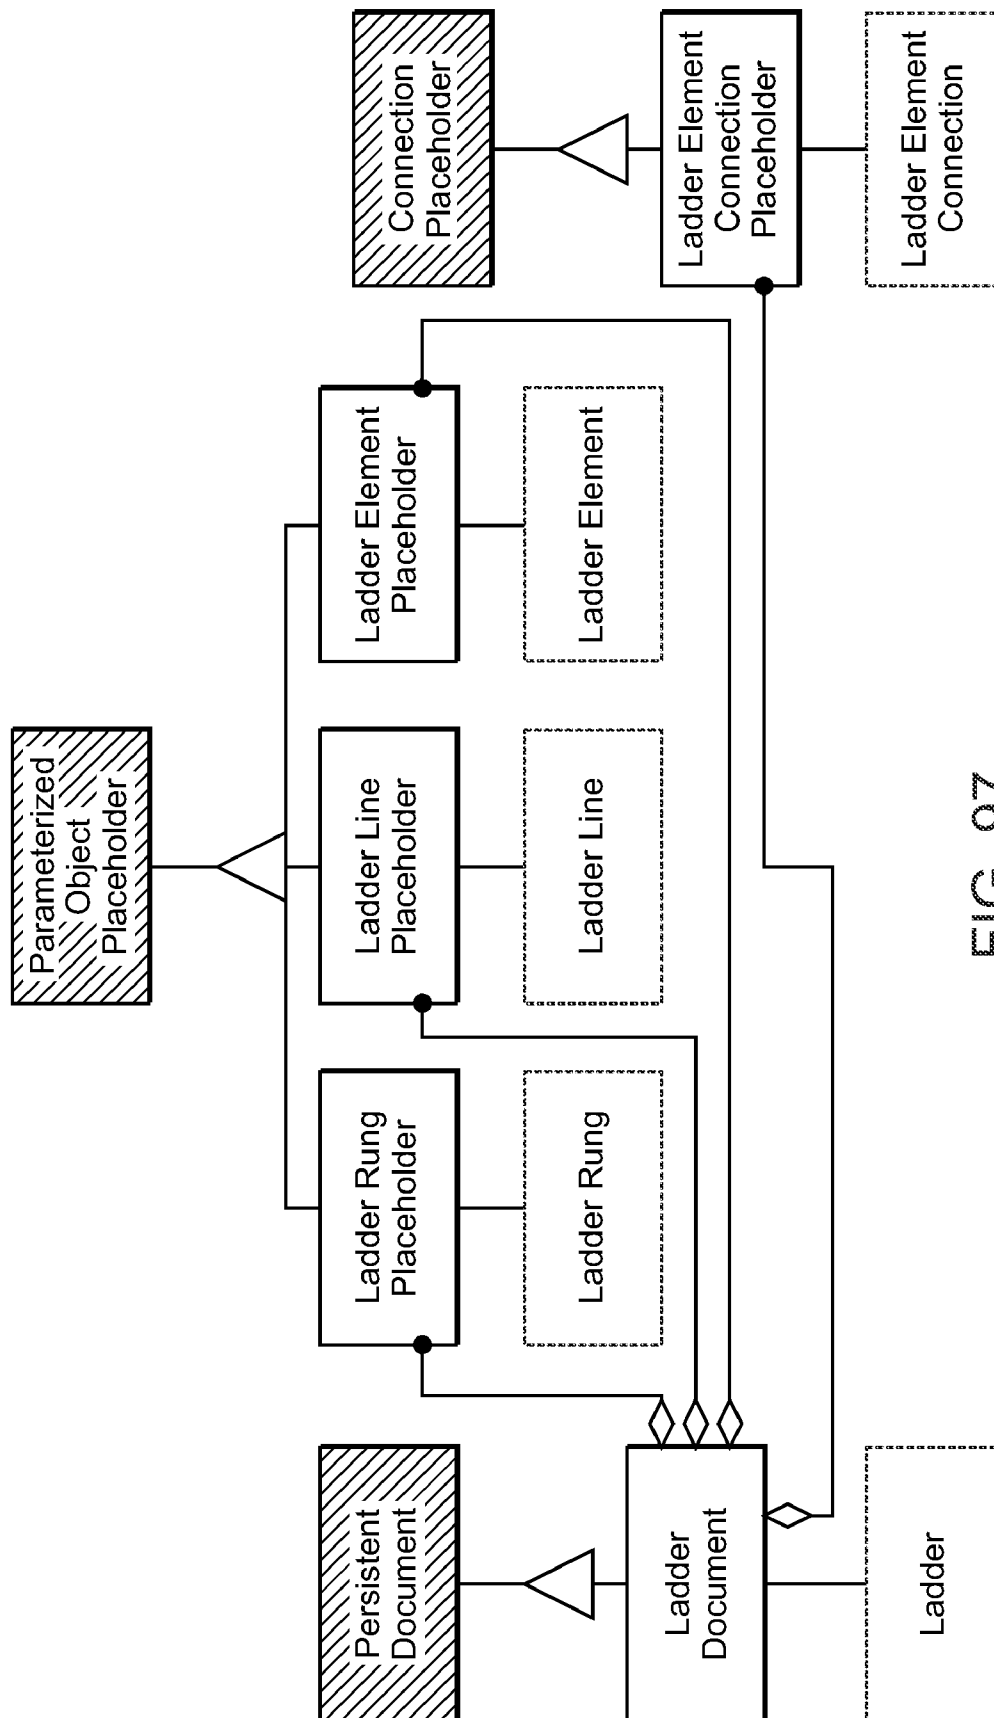 Parameterized
Object
Placeholder
Persistent
Document
Ladder Rung
Placeholder
Ladder Line
Placeholder
Ladder Element
Placeholder
Connection
Placeholder
Ladder Rung
Ladder Line
Ladder Element
Ladder
Document
Ladder Element
Connection
Placeholder
Ladder
Ladder Element
Connection
FIG.